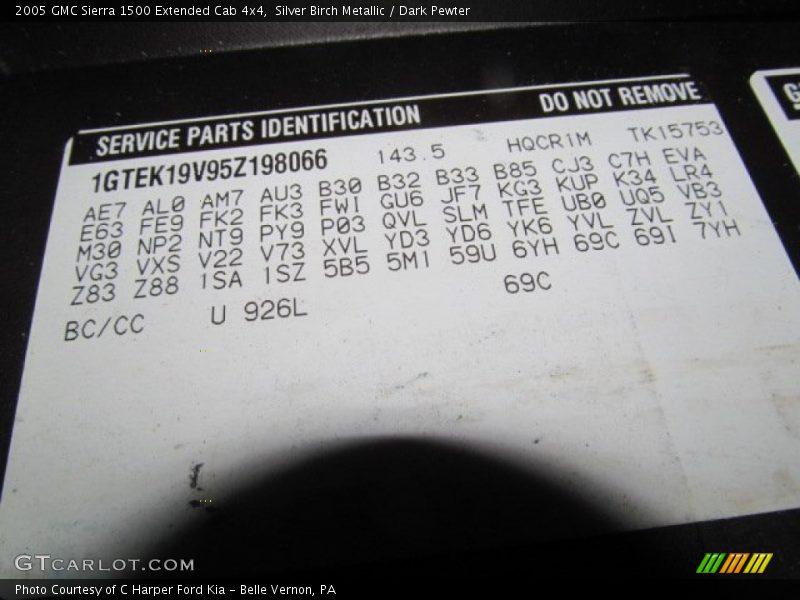 2005 GMC Sierra 1500 Extended Cab 4x4,  Silver Birch Metallic / Dark Pewter
SERVICE PARTS IDENTIFICATION DO NOT REMOVE
1GTEK19V95Z198066 143.5 HQCR1M TK15753
AE7 AL0 AM7 AU3 B30 B32 B33 B85 CJ3 C7H EVA
E63 FE9 FK2 FK3 FWI GU6 JF7 KG3 KUP K34 LR4
M30 NP2 NT9 PY9 P03 QVL SLM TFE UB0 UQ5 VB3
VG3 VXS V22 V73 XVL YD3 YD6 YK6 YVL ZVL ZY1
Z83 Z88 1SA 1SZ 5B5 5M1 59U 6YH 69C 691 7YH
BC/CC U 926L 69C
GTCARLOT.COM
Photo Courtesy of C Harper Ford Kia - Belle Vernon, PA